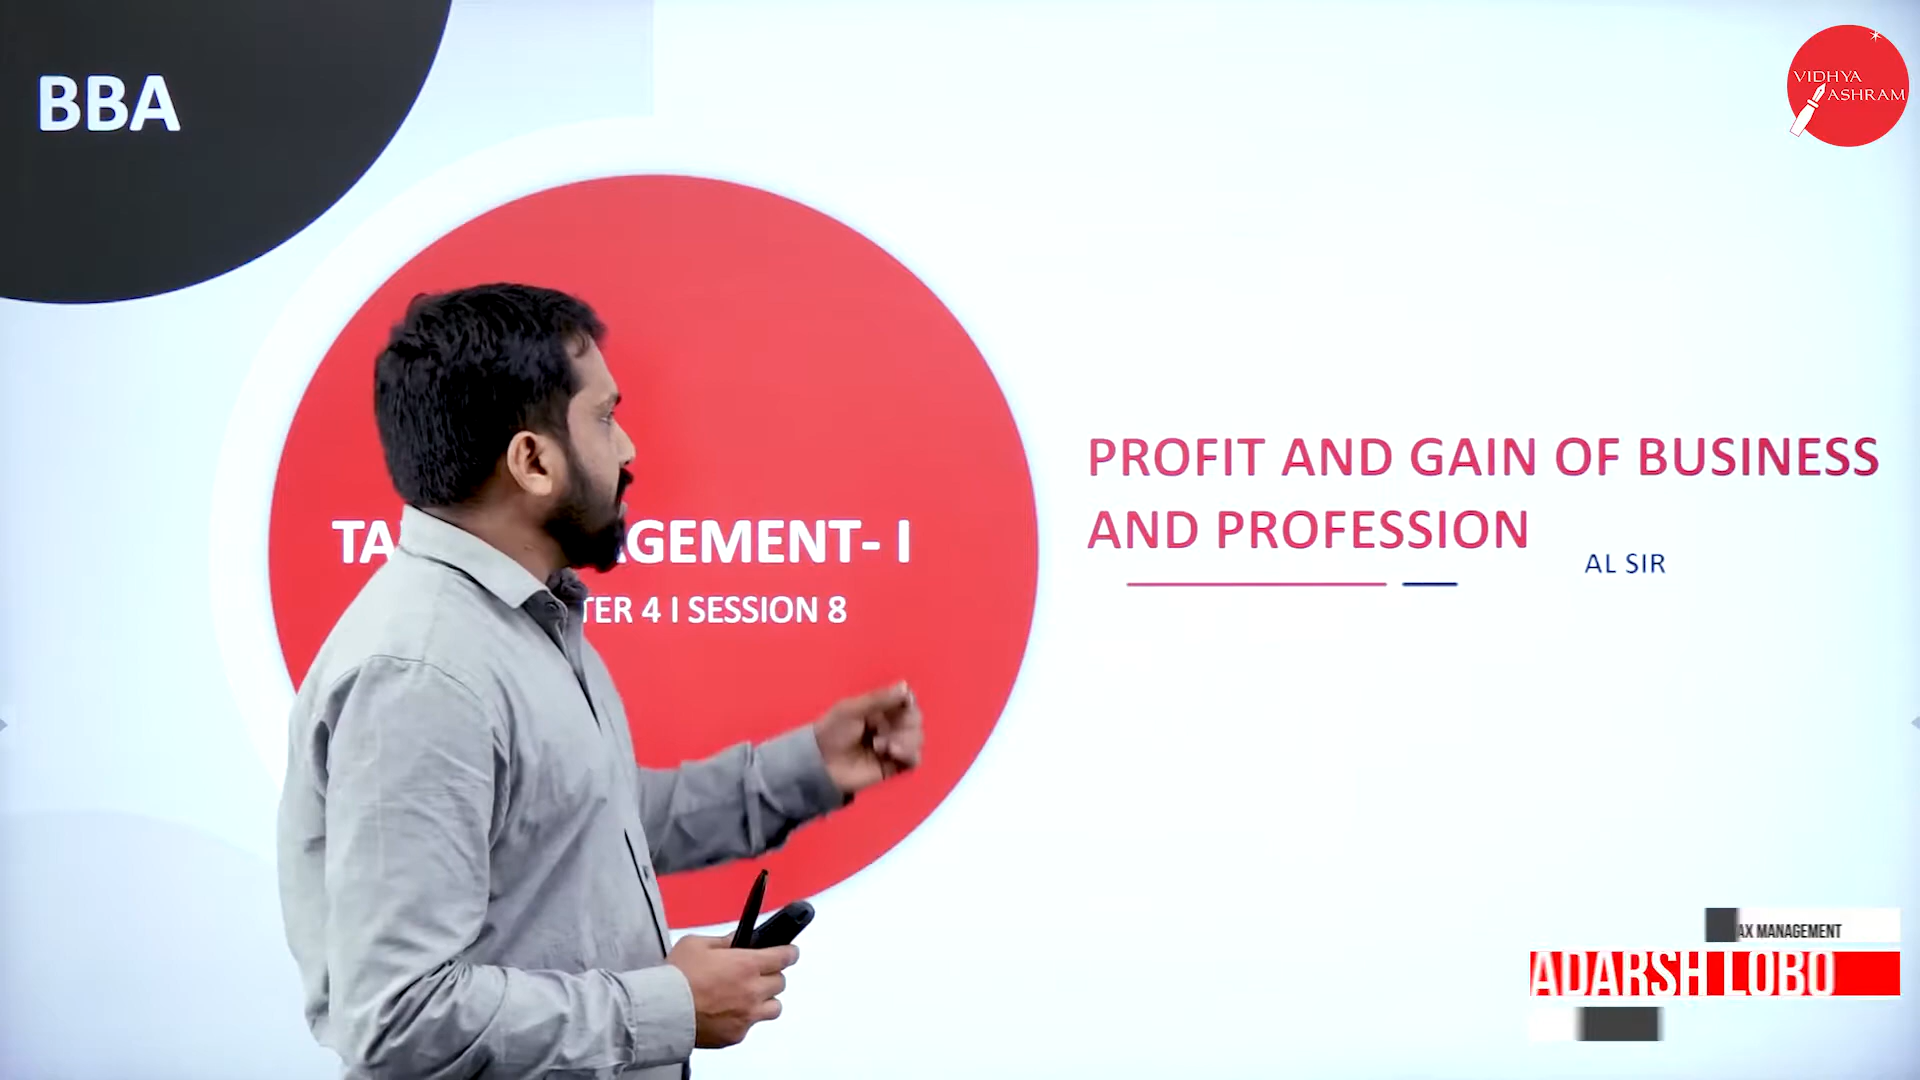 BBA
VIDHYA
ASHRAM
PROFIT AND GAIN OF BUSINESS
AND PROFESSION
AL SIR
TA GEMENT- I
TER 4 I SESSION 8
AX MANAGEMENT
ADARSH LOBO